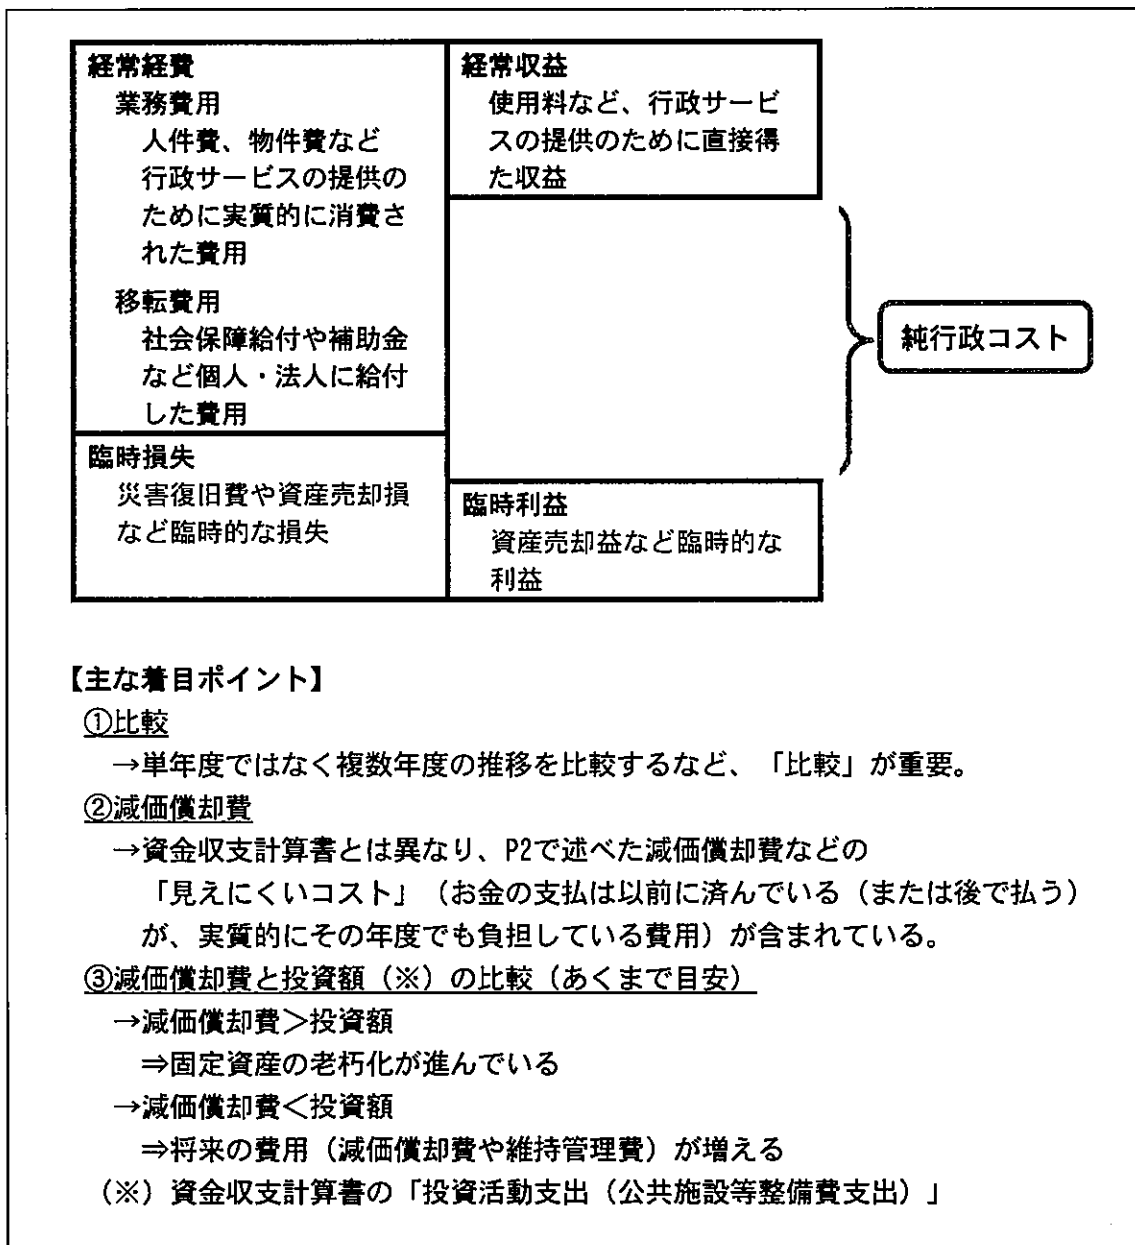 経常経費
業務費用
人件費、物件費など
行政サービスの提供の
ために実質的に消費さ
れた費用
移転費用
社会保障給付や補助金
など個人・法人に給付
した費用
臨時損失
災害復旧費や資産売却損
など臨時的な損失
経常収益
使用料など、行政サービ
スの提供のために直接得
た収益
臨時利益
資産売却益など臨時的な
利益
純行政コスト
【主な着目ポイント】
①比較
→単年度ではなく複数年度の推移を比較するなど、「比較」が重要。
②減価償却費
→資金収支計算書とは異なり、P2で述べた減価償却費などの
「見えにくいコスト」（お金の支払は以前に済んでいる（または後で払う）
が、実質的にその年度でも負担している費用）が含まれている。
③減価償却費と投資額（※）の比較（あくまで目安）
→減価償却費＞投資額
⇒固定資産の老朽化が進んでいる
→減価償却費＜投資額
⇒将来の費用（減価償却費や維持管理費）が増える
（※）資金収支計算書の「投資活動支出（公共施設等整備費支出）」